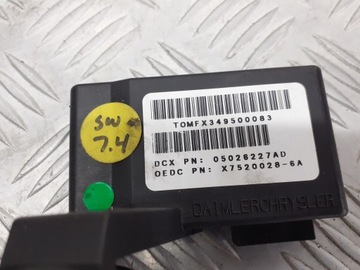 SW
7.4
TOMFX349500083
DCX PN: 05026227AD
OEDC PN: X7520028-6A
DAIMLERCHRYSLER